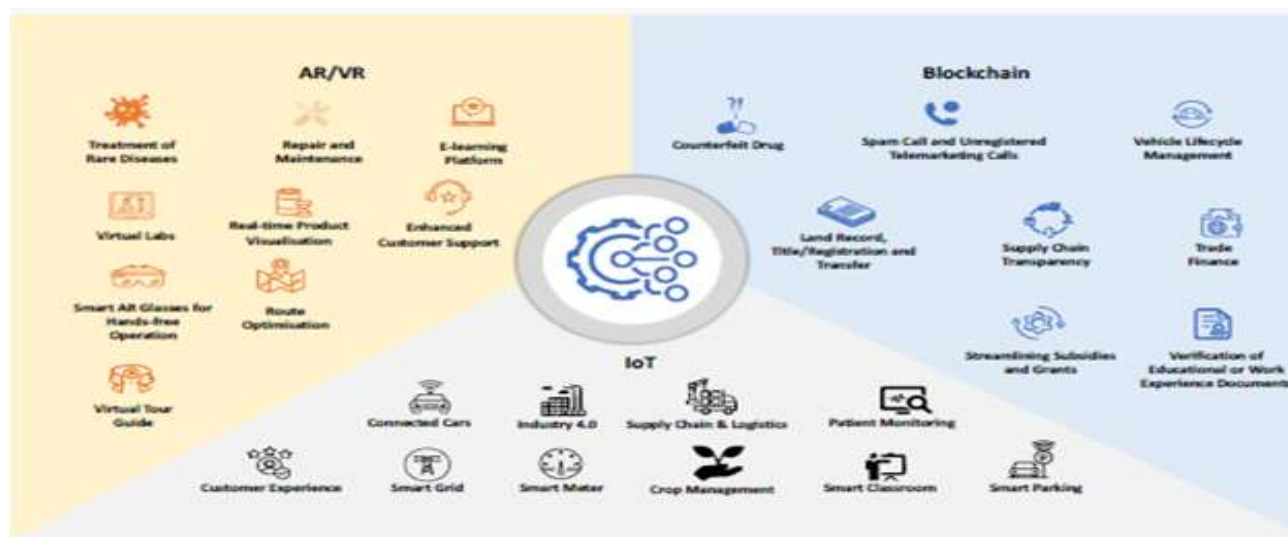 AR/VR
Treatment of
Rare Diseases
Repair and
Maintenance
E-learning
Platform
Virtual Labs
Real-time Product
Visualisation
Enhanced
Customer Support
Smart AR Glasses for
Hands-free
Operation
Route
Optimisation
Virtual Tour
Guide
Blockchain
?!
Counterfeit Drug
Spam Call and Unregistered
Telemarketing Calls
Vehicle Lifecycle
Management
Land Record,
Title/Registration and
Transfer
Supply Chain
Transparency
Trade
Finance
Streamlining Subsidies
and Grants
Verification of
Educational or Work
Experience Document
IoT
Connected Cars
Industry 4.0
Supply Chain & Logistics
Patient Monitoring
Customer Experience
Smart Grid
Smart Meter
Crop Management
Smart Classroom
Smart Parking